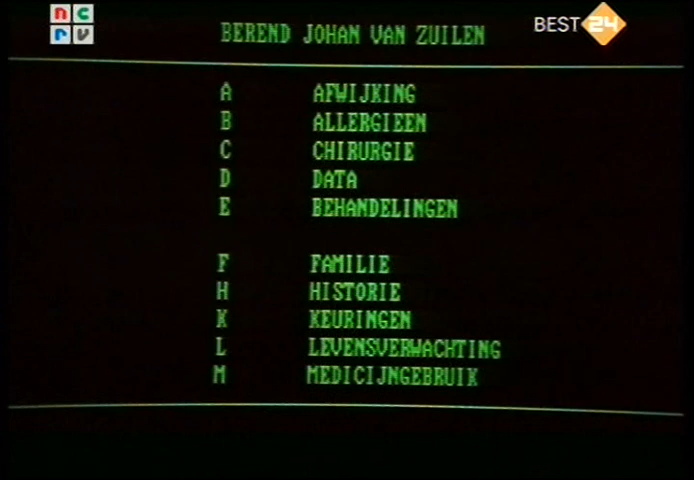 ncrv
BEST 24
BEREND JOHAN VAN ZUILEN
A AFWIJKING
B ALLERGIEEN
C CHIRURGIE
D DATA
E BEHANDELINGEN
F FAMILIE
H HISTORIE
K KEURINGEN
L LEVENSVERWACHTING
M MEDICIJNGEBRUIK